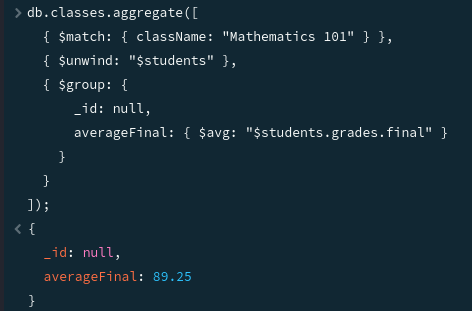 > db.classes.aggregate([
    { $match: { className: "Mathematics 101" } },
    { $unwind: "$students" },
    { $group: {
        _id: null,
        averageFinal: { $avg: "$students.grades.final" }
      }
    }
  ]);
< {
    _id: null,
    averageFinal: 89.25
  }